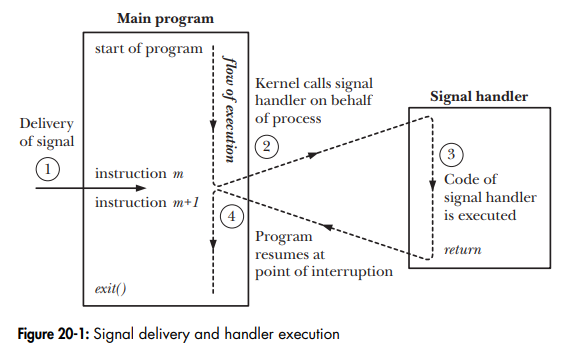 Main program
start of program
flow of execution
Kernel calls signal
handler on behalf
of process
Signal handler
Delivery
of signal
1
2
3
instruction m
instruction m+1
4
Code of
signal handler
is executed
Program
resumes at
point of interruption
return
exit()
Figure 20-1: Signal delivery and handler execution